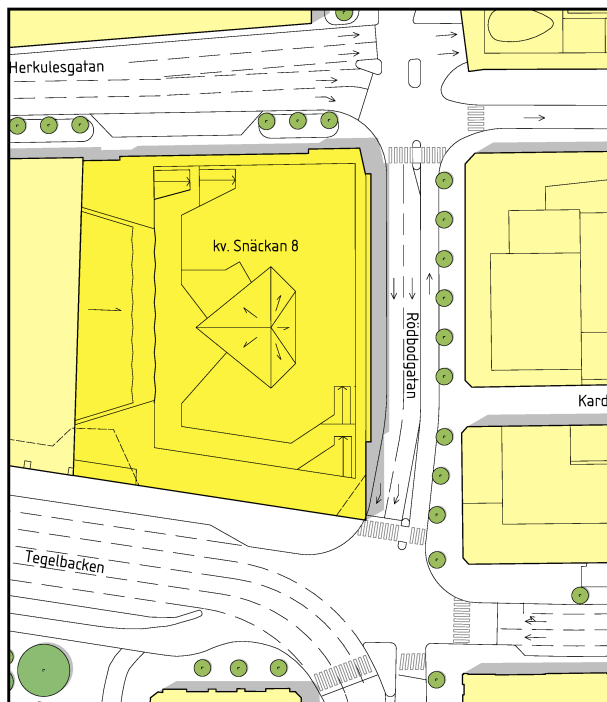 Herkulesgatan
kv. Snäckan 8
Rödbodgatan
Kard
Tegelbacken